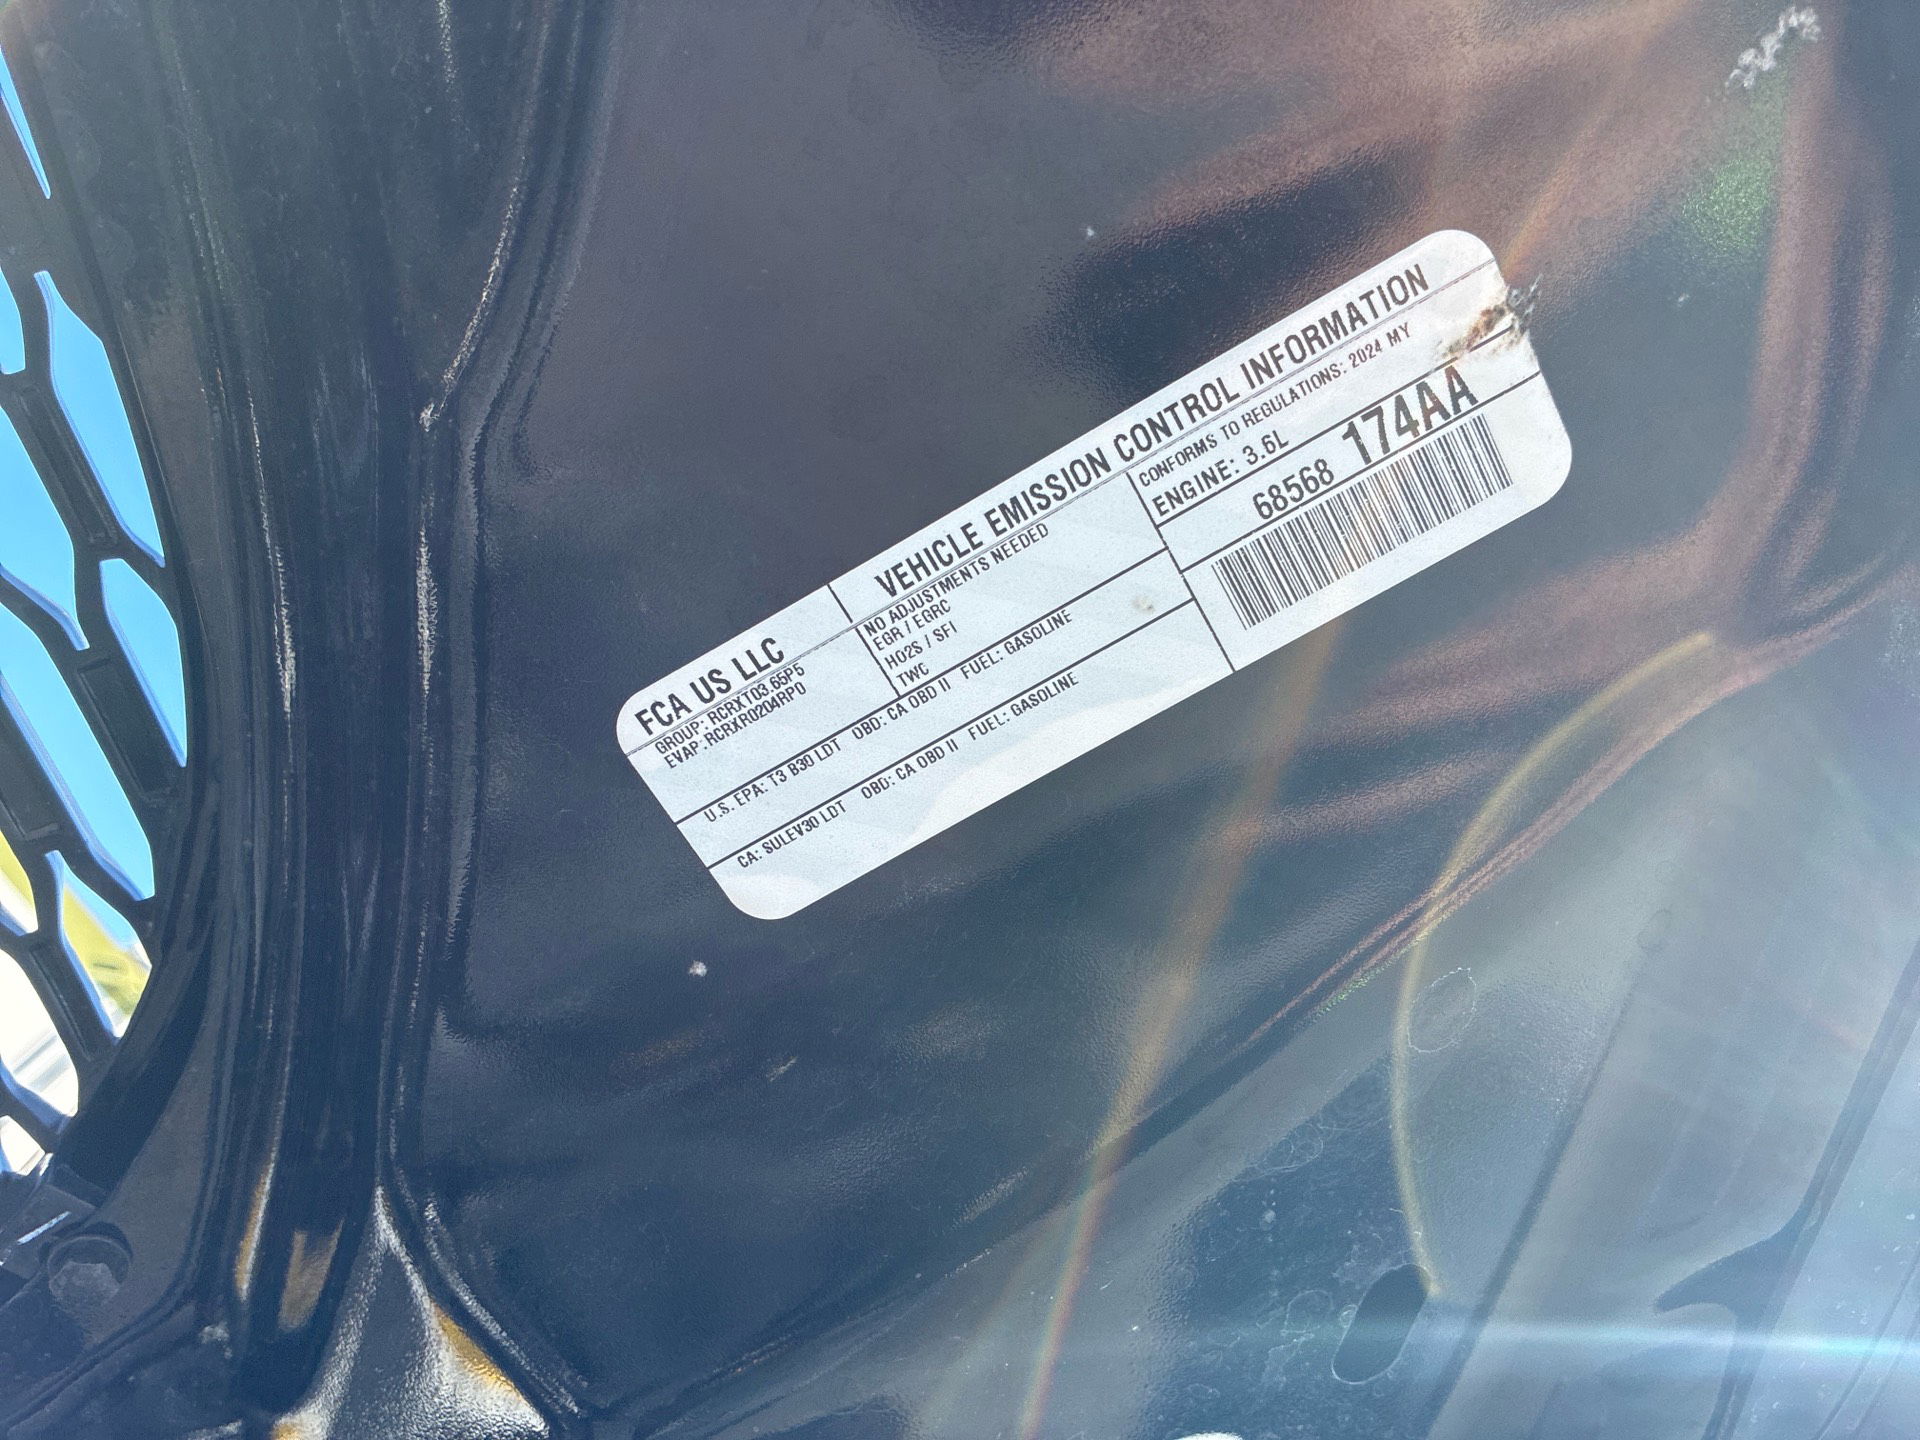 FCA US LLC
VEHICLE EMISSION CONTROL INFORMATION
GROUP: RCRXT03.65P5
EVAP: RCRXR0204RP0
NO ADJUSTMENTS NEEDED
EGR / EGRC
HO2S / SFI
TWC
CONFORMS TO REGULATIONS: 2024 MY
ENGINE: 3.6L
68568 174AA
U.S. EPA: T3 B30 LDT OBD: CA OBD II FUEL: GASOLINE
CA: SULEV30 LDT OBD: CA OBD II FUEL: GASOLINE